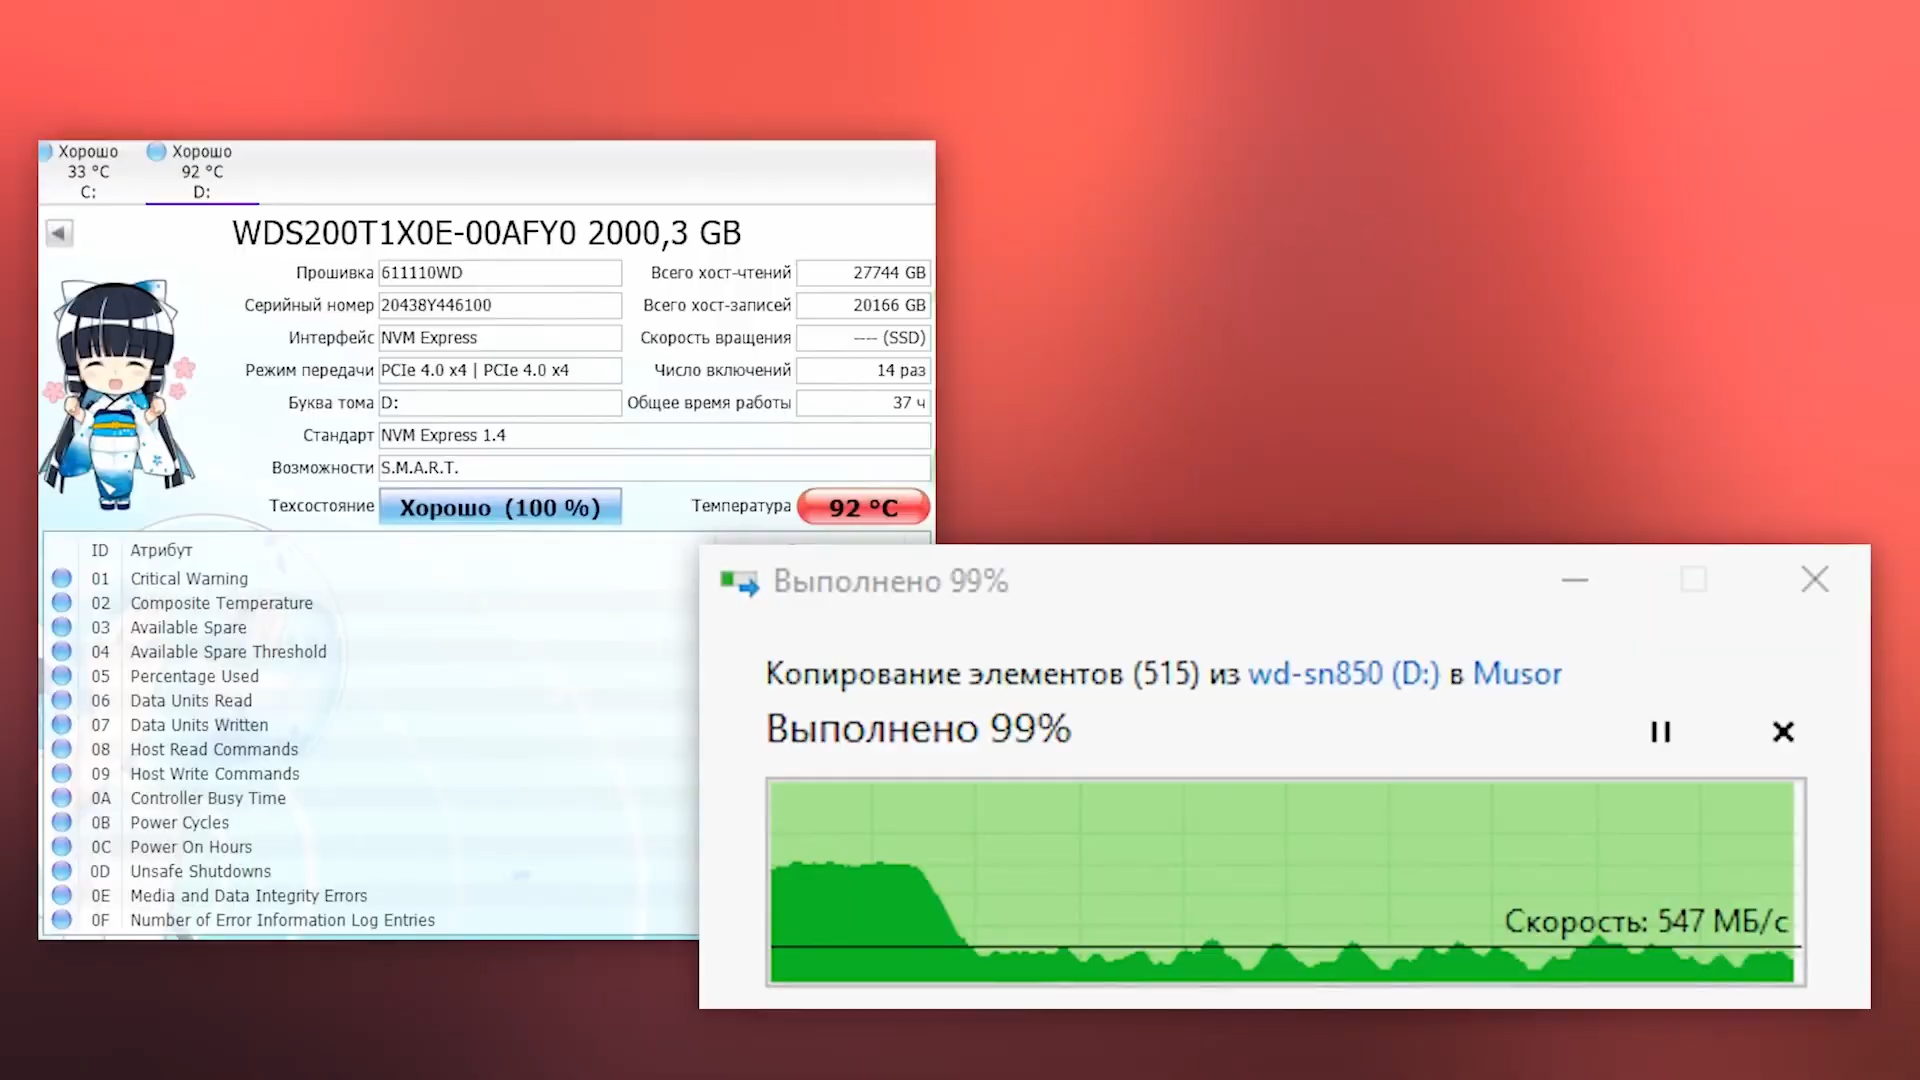 Хорошо Хорошо
33 °C 92 °C
C: D:
WDS200T1X0E-00AFY0 2000,3 GB
Прошивка 611110WD Всего хост-чтений 27744 GB
Серийный номер 20438Y446100 Всего хост-записей 20166 GB
Интерфейс NVM Express Скорость вращения ---- (SSD)
Режим передачи PCIe 4.0 x4 | PCIe 4.0 x4 Число включений 14 раз
Буква тома D: Общее время работы 37 ч
Стандарт NVM Express 1.4
Возможности S.M.A.R.T.
Техсостояние Хорошо (100 %) Температура 92 °C
ID Атрибут
01 Critical Warning
02 Composite Temperature
03 Available Spare
04 Available Spare Threshold
05 Percentage Used
06 Data Units Read
07 Data Units Written
08 Host Read Commands
09 Host Write Commands
0A Controller Busy Time
0B Power Cycles
0C Power On Hours
0D Unsafe Shutdowns
0E Media and Data Integrity Errors
0F Number of Error Information Log Entries
Выполнено 99%
Копирование элементов (515) из wd-sn850 (D:) в Musor
Выполнено 99%
Скорость: 547 МБ/с